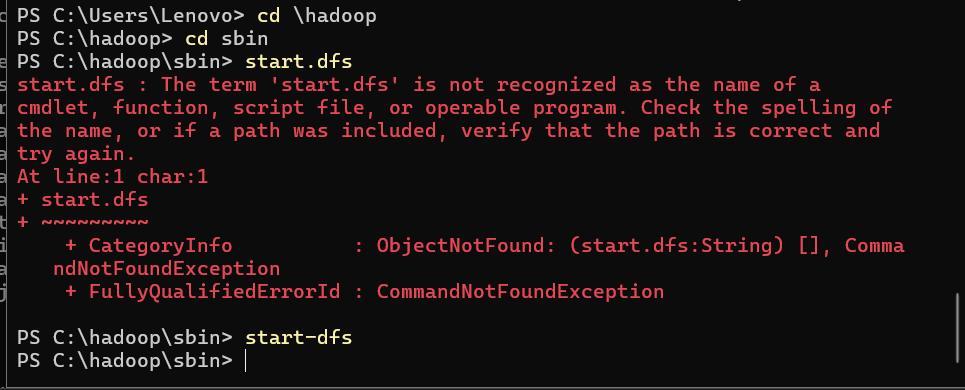 PS C:\Users\Lenovo> cd \hadoop
PS C:\hadoop> cd sbin
PS C:\hadoop\sbin> start.dfs
start.dfs : The term 'start.dfs' is not recognized as the name of a
cmdlet, function, script file, or operable program. Check the spelling of
the name, or if a path was included, verify that the path is correct and
try again.
At line:1 char:1
+ start.dfs
+ ~~~~~~~~~
    + CategoryInfo          : ObjectNotFound: (start.dfs:String) [], Comma
   ndNotFoundException
    + FullyQualifiedErrorId : CommandNotFoundException

PS C:\hadoop\sbin> start-dfs
PS C:\hadoop\sbin>